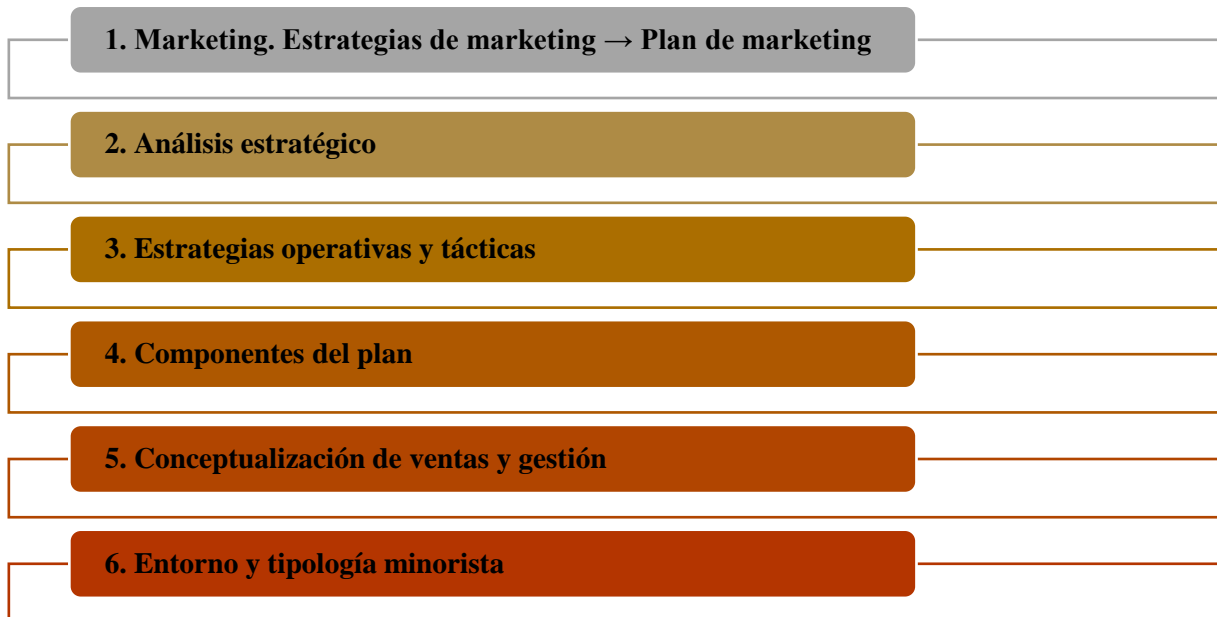 1. Marketing. Estrategias de marketing → Plan de marketing
2. Análisis estratégico
3. Estrategias operativas y tácticas
4. Componentes del plan
5. Conceptualización de ventas y gestión
6. Entorno y tipología minorista